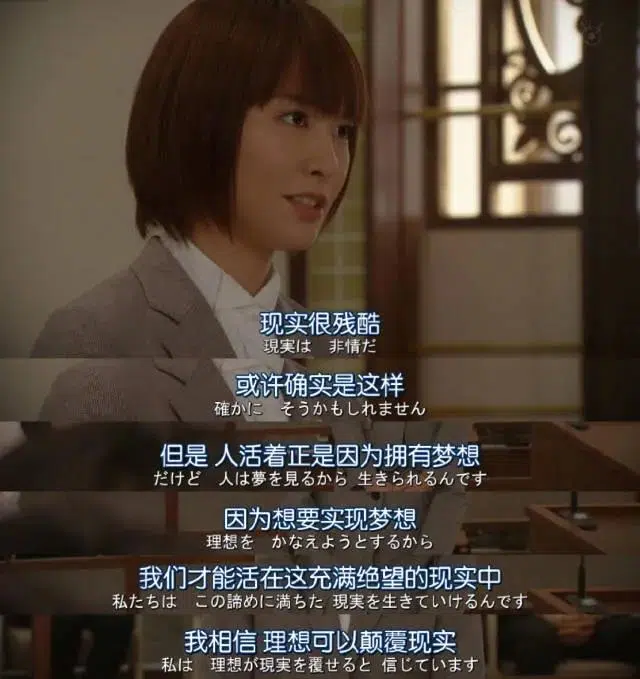 现实很残酷
現実は 非情だ
或许确实是这样
確かに そうかもしれません
但是 人活着正是因为拥有梦想
だけど 人は夢を見るから 生きられるんです
因为想要实现梦想
理想を かなえようとするから
我们才能活在这充满绝望的现实中
私たちは この諦めに満ちた 現実を生きていけるんです
我相信 理想可以颠覆现实
私は 理想が現実を覆せると 信じています